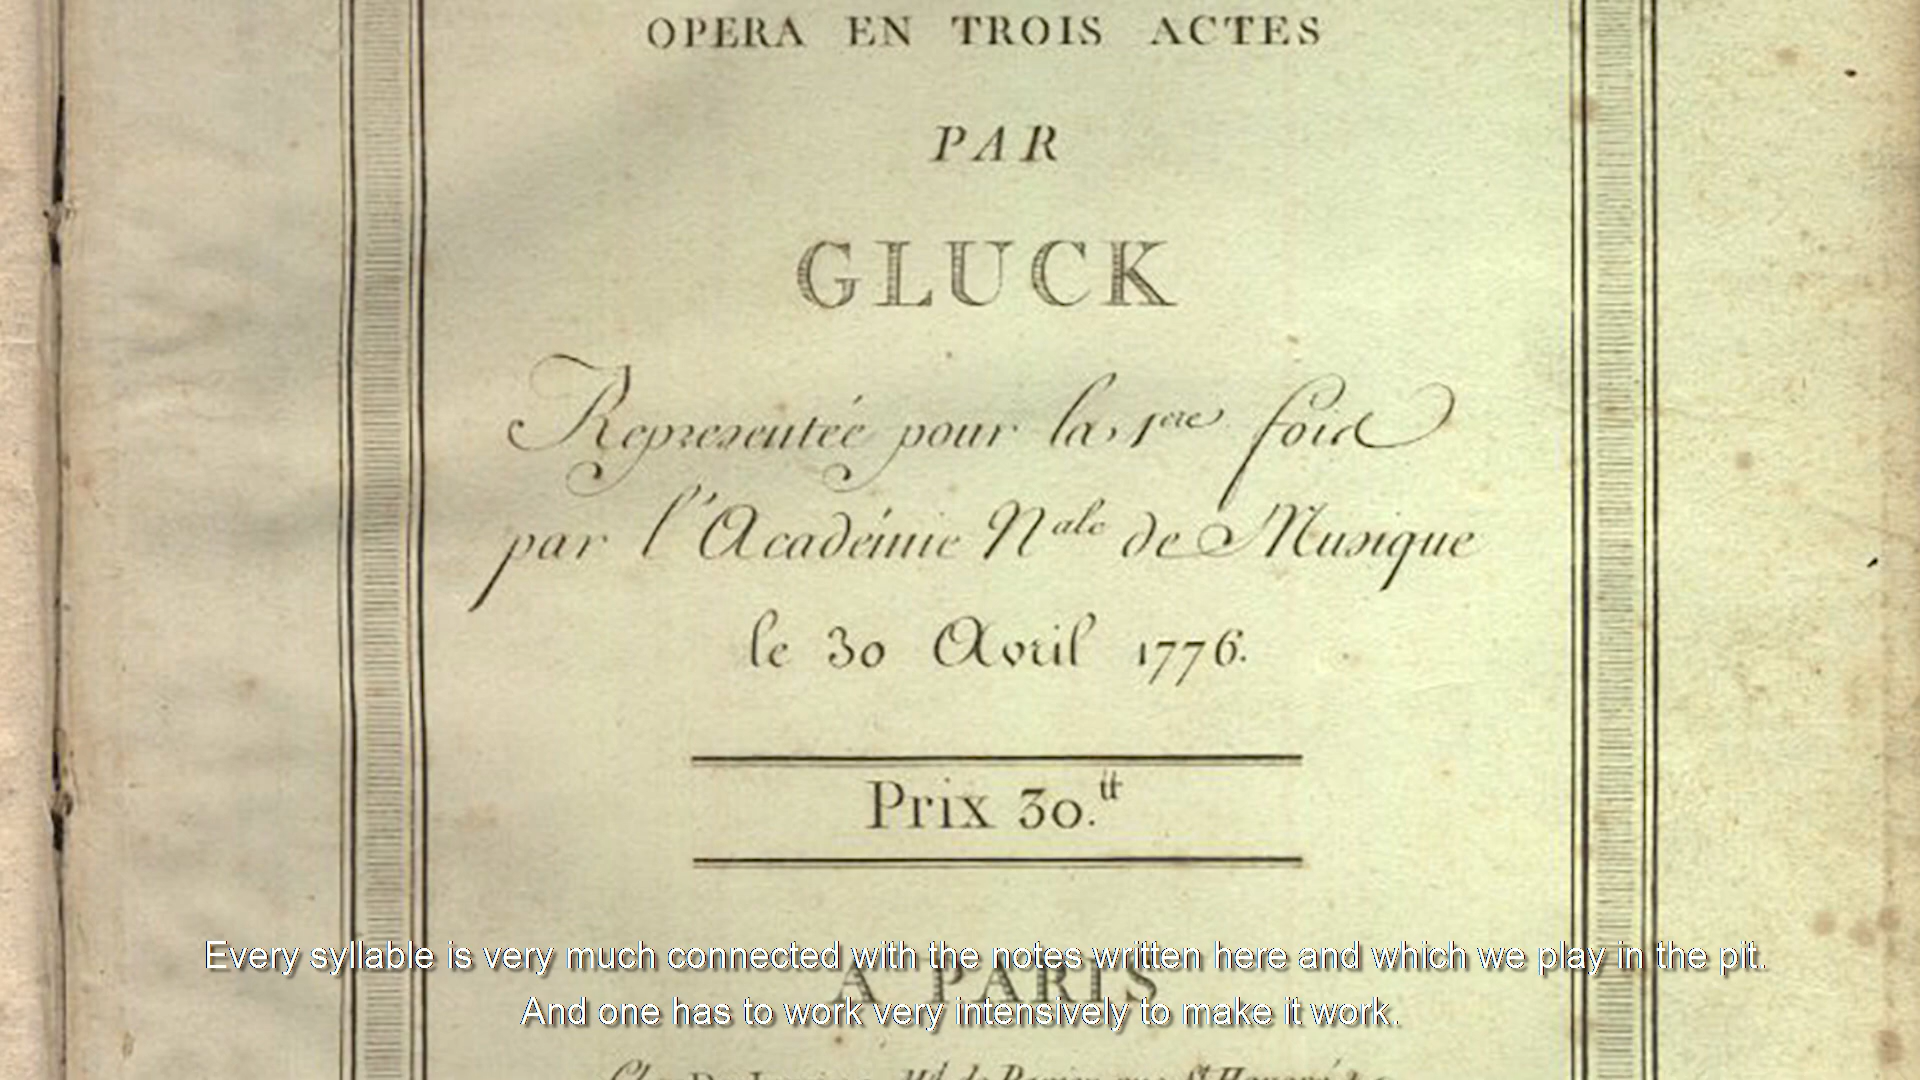 OPERA EN TROIS ACTES
PAR
GLUCK
Representée pour la 1ere fois
par l'Académie Nale de Musique
le 30 Avril 1776.
Prix 30.tt
A PARIS
Every syllable is very much connected with the notes written here and which we play in the pit.
And one has to work very intensively to make it work.